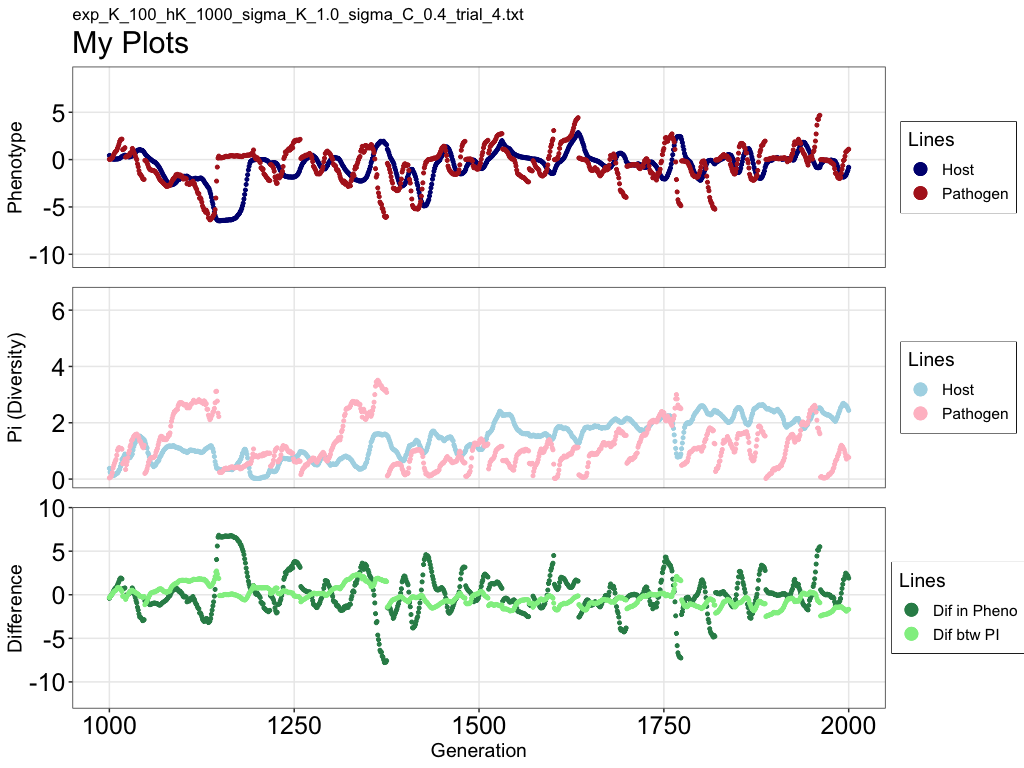 exp_K_100_hK_1000_sigma_K_1.0_sigma_C_0.4_trial_4.txt
My Plots
Phenotype
5
0
-5
-10
Lines
Host
Pathogen
Pi (Diversity)
6
4
2
0
Lines
Host
Pathogen
Difference
10
5
0
-5
-10
Lines
Dif in Pheno
Dif btw PI
1000
1250
1500
1750
2000
Generation